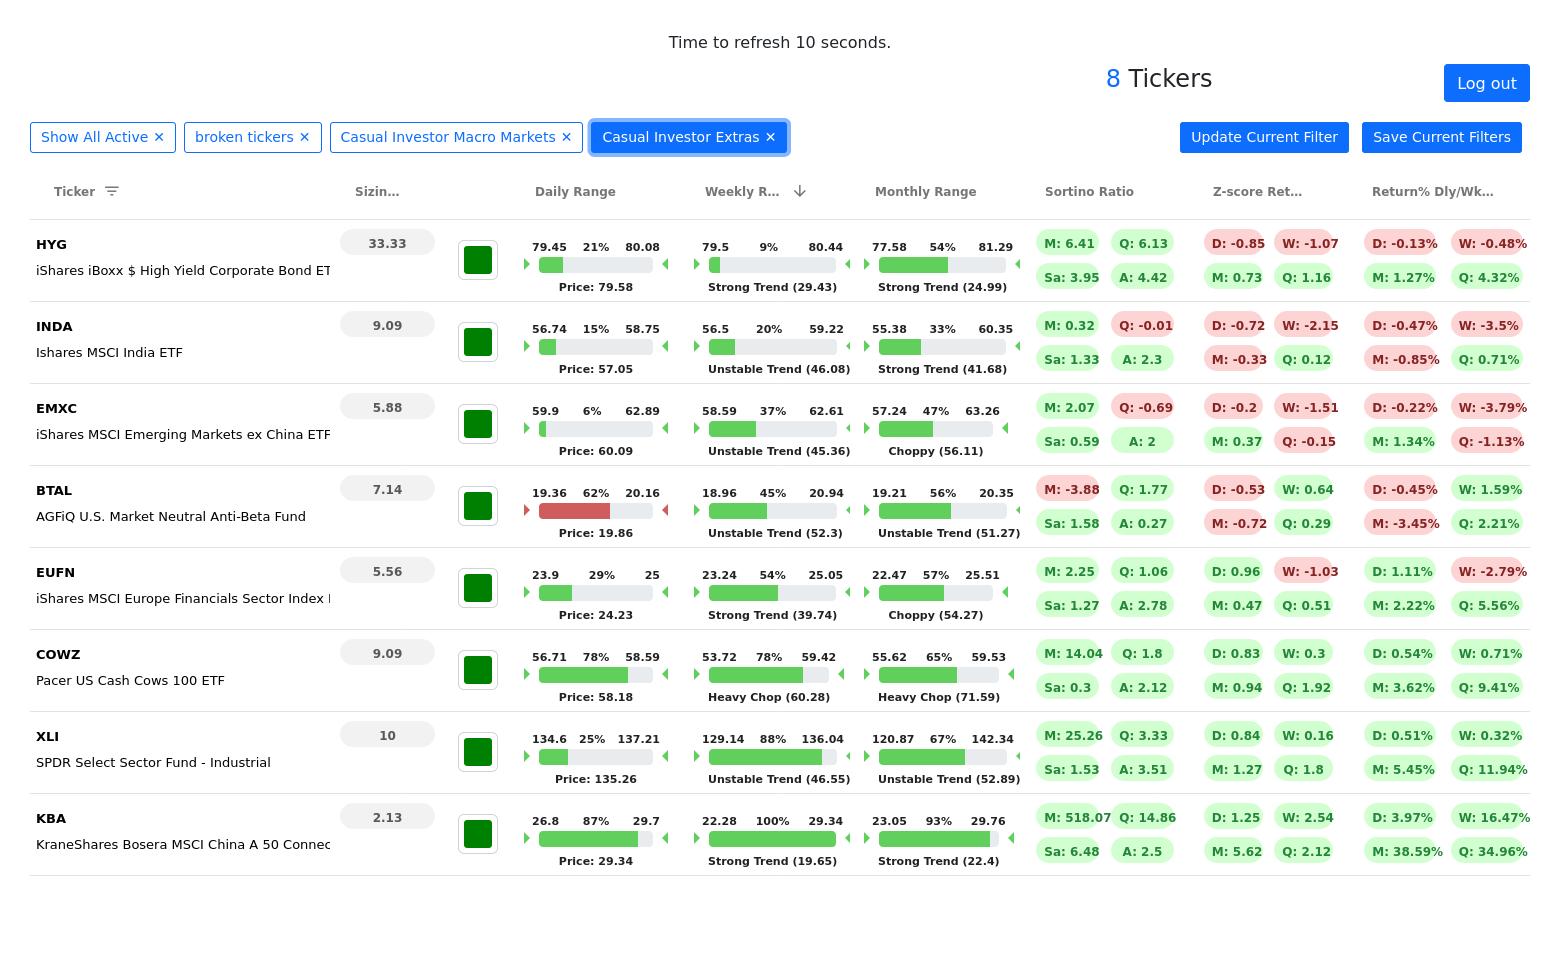 Time to refresh 10 seconds.
8 Tickers
Log out
Show All Active ✕ broken tickers ✕ Casual Investor Macro Markets ✕ Casual Investor Extras ✕ Update Current Filter Save Current Filters
Ticker Sizin… Daily Range Weekly R… Monthly Range Sortino Ratio Z-score Ret… Return% Dly/Wk…
HYG 33.33 79.45 21% 80.08 79.5 9% 80.44 77.58 54% 81.29 M: 6.41 Q: 6.13 D: -0.85 W: -1.07 D: -0.13% W: -0.48%
iShares iBoxx $ High Yield Corporate Bond ET Sa: 3.95 A: 4.42 M: 0.73 Q: 1.16 M: 1.27% Q: 4.32%
Price: 79.58 Strong Trend (29.43) Strong Trend (24.99)
INDA 9.09 56.74 15% 58.75 56.5 20% 59.22 55.38 33% 60.35 M: 0.32 Q: -0.01 D: -0.72 W: -2.15 D: -0.47% W: -3.5%
Ishares MSCI India ETF Sa: 1.33 A: 2.3 M: -0.33 Q: 0.12 M: -0.85% Q: 0.71%
Price: 57.05 Unstable Trend (46.08) Strong Trend (41.68)
EMXC 5.88 59.9 6% 62.89 58.59 37% 62.61 57.24 47% 63.26 M: 2.07 Q: -0.69 D: -0.2 W: -1.51 D: -0.22% W: -3.79%
iShares MSCI Emerging Markets ex China ETF Sa: 0.59 A: 2 M: 0.37 Q: -0.15 M: 1.34% Q: -1.13%
Price: 60.09 Unstable Trend (45.36) Choppy (56.11)
BTAL 7.14 19.36 62% 20.16 18.96 45% 20.94 19.21 56% 20.35 M: -3.88 Q: 1.77 D: -0.53 W: 0.64 D: -0.45% W: 1.59%
AGFiQ U.S. Market Neutral Anti-Beta Fund Sa: 1.58 A: 0.27 M: -0.72 Q: 0.29 M: -3.45% Q: 2.21%
Price: 19.86 Unstable Trend (52.3) Unstable Trend (51.27)
EUFN 5.56 23.9 29% 25 23.24 54% 25.05 22.47 57% 25.51 M: 2.25 Q: 1.06 D: 0.96 W: -1.03 D: 1.11% W: -2.79%
iShares MSCI Europe Financials Sector Index Sa: 1.27 A: 2.78 M: 0.47 Q: 0.51 M: 2.22% Q: 5.56%
Price: 24.23 Strong Trend (39.74) Choppy (54.27)
COWZ 9.09 56.71 78% 58.59 53.72 78% 59.42 55.62 65% 59.53 M: 14.04 Q: 1.8 D: 0.83 W: 0.3 D: 0.54% W: 0.71%
Pacer US Cash Cows 100 ETF Sa: 0.3 A: 2.12 M: 0.94 Q: 1.92 M: 3.62% Q: 9.41%
Price: 58.18 Heavy Chop (60.28) Heavy Chop (71.59)
XLI 10 134.6 25% 137.21 129.14 88% 136.04 120.87 67% 142.34 M: 25.26 Q: 3.33 D: 0.84 W: 0.16 D: 0.51% W: 0.32%
SPDR Select Sector Fund - Industrial Sa: 1.53 A: 3.51 M: 1.27 Q: 1.8 M: 5.45% Q: 11.94%
Price: 135.26 Unstable Trend (46.55) Unstable Trend (52.89)
KBA 2.13 26.8 87% 29.7 22.28 100% 29.34 23.05 93% 29.76 M: 518.07 Q: 14.86 D: 1.25 W: 2.54 D: 3.97% W: 16.47%
KraneShares Bosera MSCI China A 50 Connec Sa: 6.48 A: 2.5 M: 5.62 Q: 2.12 M: 38.59% Q: 34.96%
Price: 29.34 Strong Trend (19.65) Strong Trend (22.4)